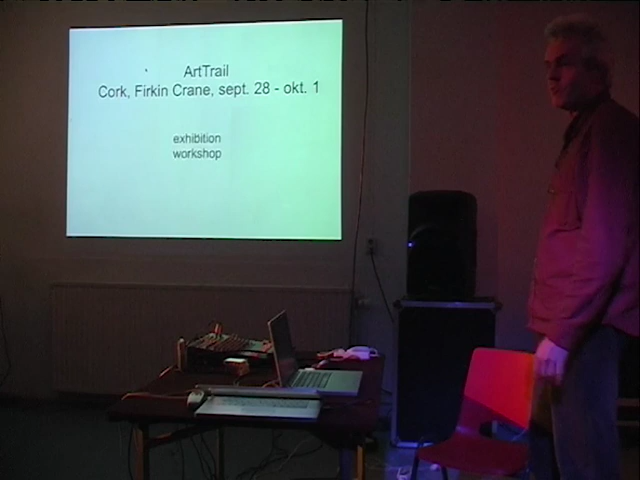 ArtTrail
Cork, Firkin Crane, sept. 28 - okt. 1
exhibition
workshop